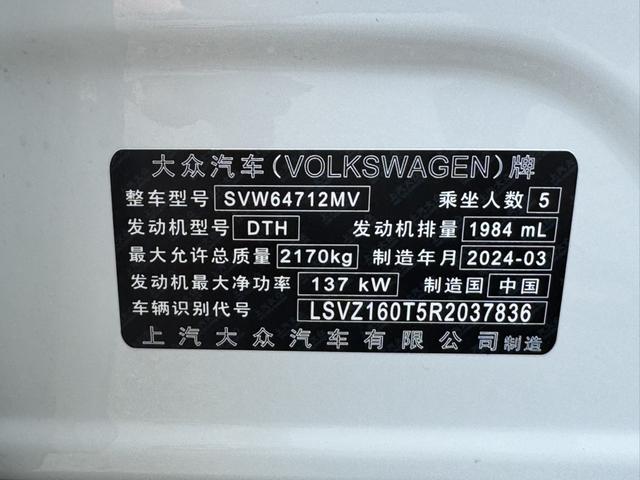 大众汽车(VOLKSWAGEN)牌
整车型号 SVW64712MV 乘坐人数 5
发动机型号 DTH 发动机排量 1984 mL
最大允许总质量 2170kg 制造年月 2024-03
发动机最大净功率 137 kW 制造国 中国
车辆识别代号 LSVZ160T5R2037836
上汽大众汽车有限公司制造